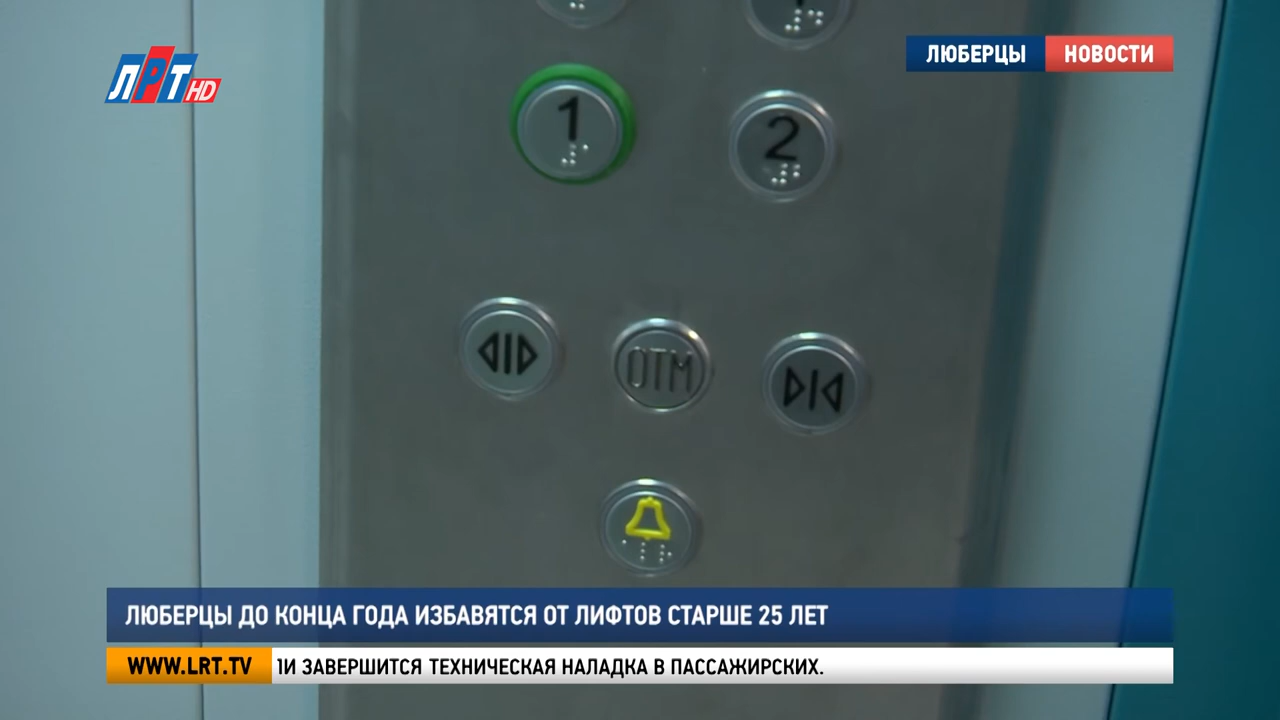 ЛРТ HD
ЛЮБЕРЦЫ НОВОСТИ
1 2
ОТМ
ЛЮБЕРЦЫ ДО КОНЦА ГОДА ИЗБАВЯТСЯ ОТ ЛИФТОВ СТАРШЕ 25 ЛЕТ
WWW.LRT.TV ЗАВЕРШИТСЯ ТЕХНИЧЕСКАЯ НАЛАДКА В ПАССАЖИРСКИХ.